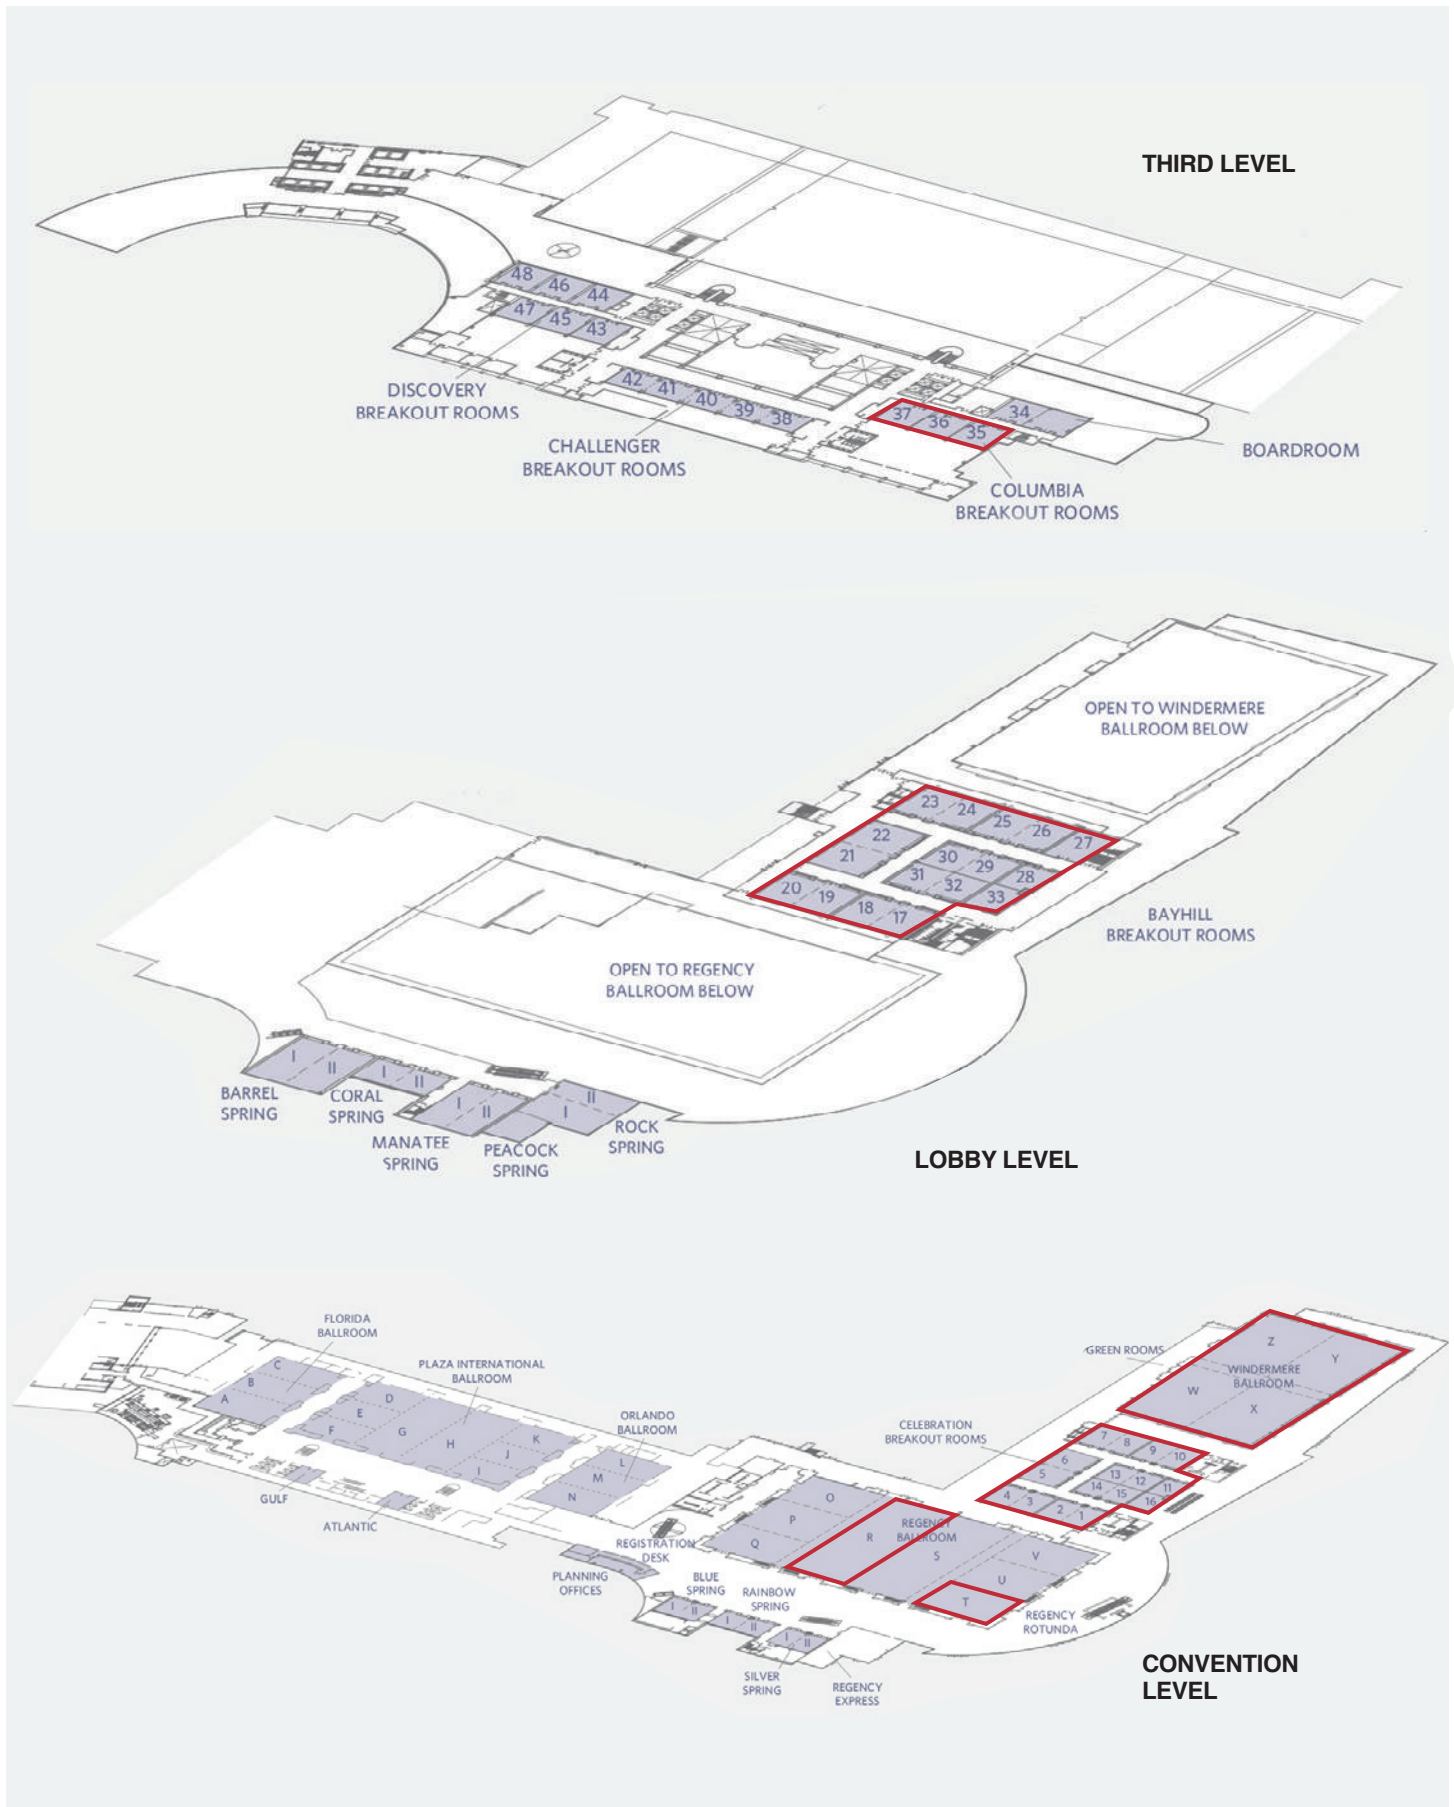 THIRD LEVEL
48
46
44
47
45
43
DISCOVERY
BREAKOUT ROOMS
42
41
40
39
38
CHALLENGER
BREAKOUT ROOMS
37
36
35
34
BOARDROOM
COLUMBIA
BREAKOUT ROOMS
OPEN TO WINDERMERE
BALLROOM BELOW
23
24
25
26
27
22
21
30
29
28
31
32
33
20
19
18
17
BAYHILL
BREAKOUT ROOMS
OPEN TO REGENCY
BALLROOM BELOW
I
II
BARREL
SPRING
I
II
CORAL
SPRING
I
II
MANATEE
SPRING
PEACOCK
SPRING
II
I
ROCK
SPRING
LOBBY LEVEL
FLORIDA
BALLROOM
C
B
A
PLAZA INTERNATIONAL
BALLROOM
D
E
F
G
H
K
J
I
ORLANDO
BALLROOM
L
M
N
GULF
ATLANTIC
GREEN ROOMS
Z
Y
WINDERMERE
BALLROOM
W
X
CELEBRATION
BREAKOUT ROOMS
7
8
9
10
6
5
13
12
11
14
15
16
4
3
2
1
O
P
Q
R
REGENCY
BALLROOM
S
V
U
T
REGISTRATION
DESK
PLANNING
OFFICES
BLUE
SPRING
I
II
RAINBOW
SPRING
I
II
I
II
SILVER
SPRING
REGENCY
EXPRESS
REGENCY
ROTUNDA
CONVENTION
LEVEL